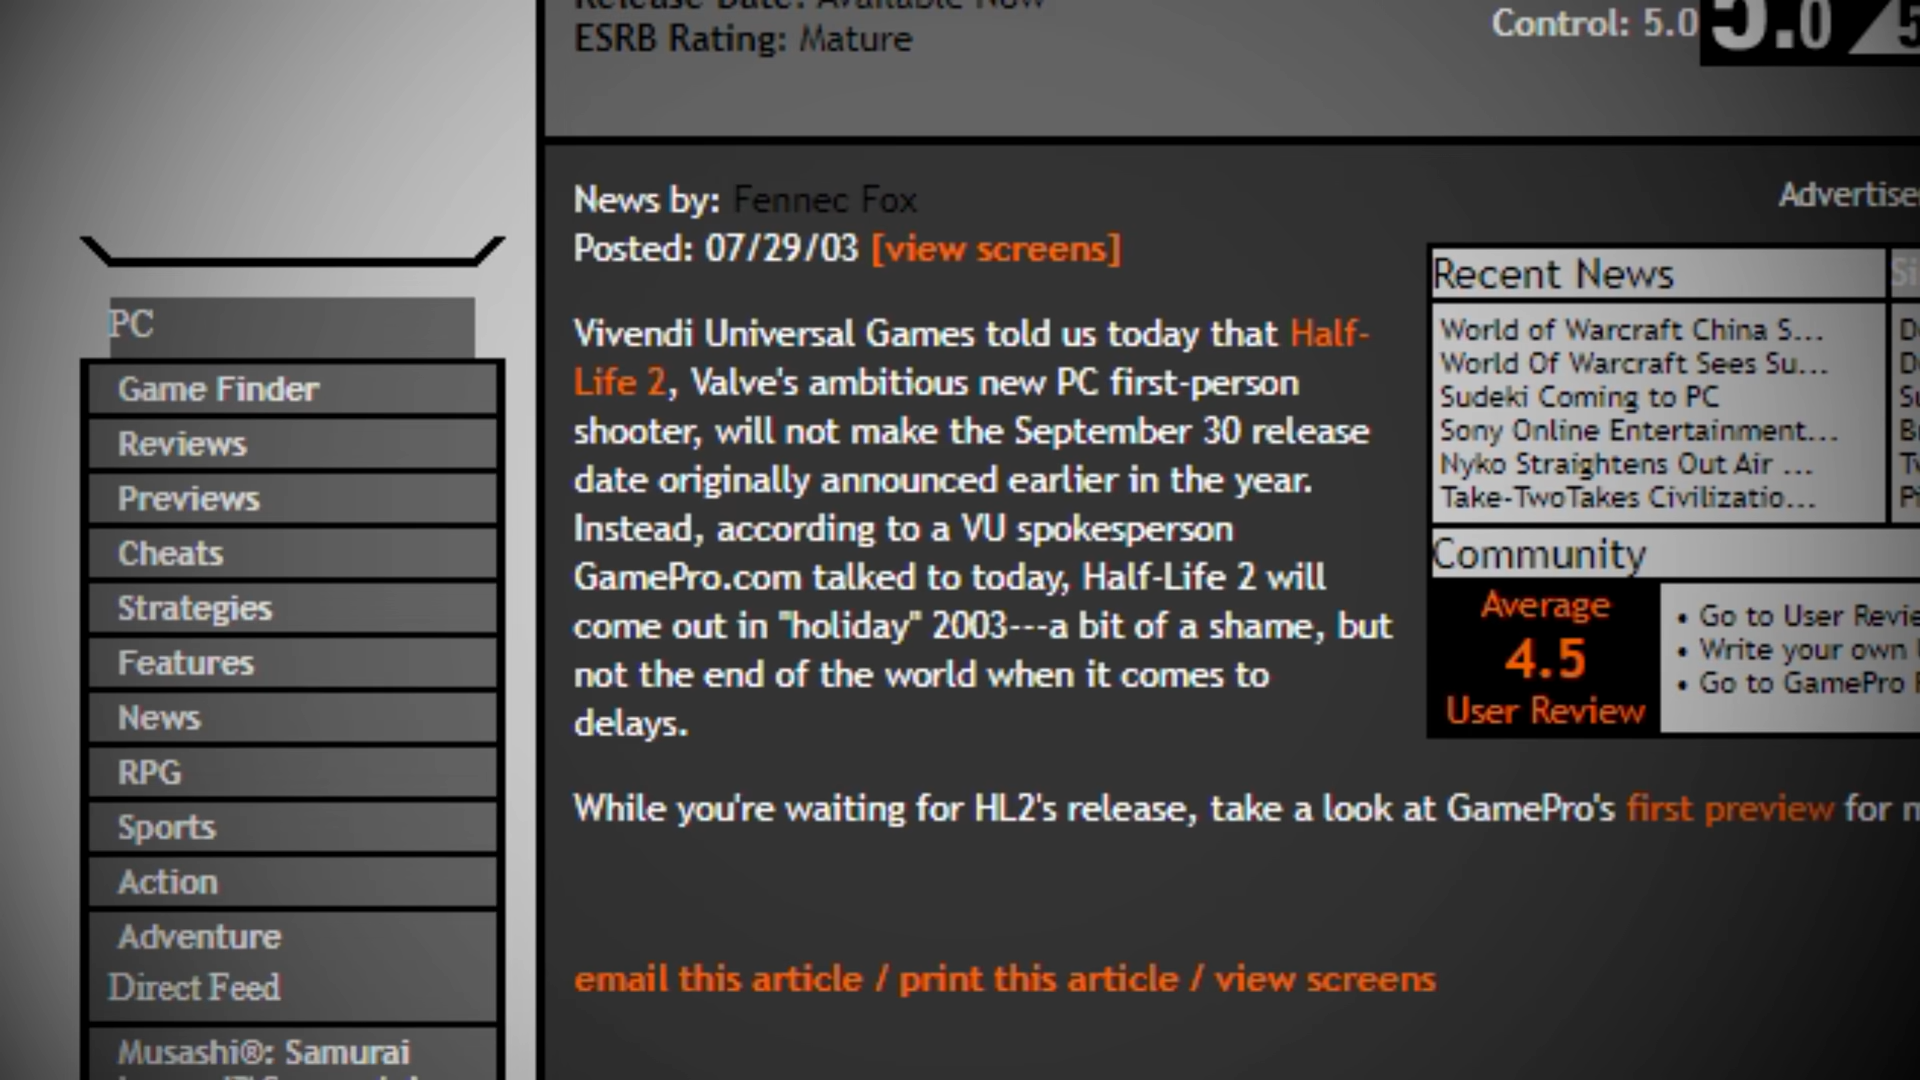 Release Date: Available Now
ESRB Rating: Mature
Control: 5.0
5.0
5
News by: Fennec Fox
Posted: 07/29/03 [view screens]
Vivendi Universal Games told us today that Half-
Life 2, Valve's ambitious new PC first-person
shooter, will not make the September 30 release
date originally announced earlier in the year.
Instead, according to a VU spokesperson
GamePro.com talked to today, Half-Life 2 will
come out in "holiday" 2003---a bit of a shame, but
not the end of the world when it comes to
delays.
While you're waiting for HL2's release, take a look at GamePro's first preview for
email this article / print this article / view screens
PC
Game Finder
Reviews
Previews
Cheats
Strategies
Features
News
RPG
Sports
Action
Adventure
Direct Feed
Musashi®: Samurai
Recent News
World of Warcraft China S...
World Of Warcraft Sees Su...
Sudeki Coming to PC
Sony Online Entertainment...
Nyko Straightens Out Air ...
Take-TwoTakes Civilizatio...
Community
Average
4.5
User Review
• Go to User
• Write your own
• Go to GamePro